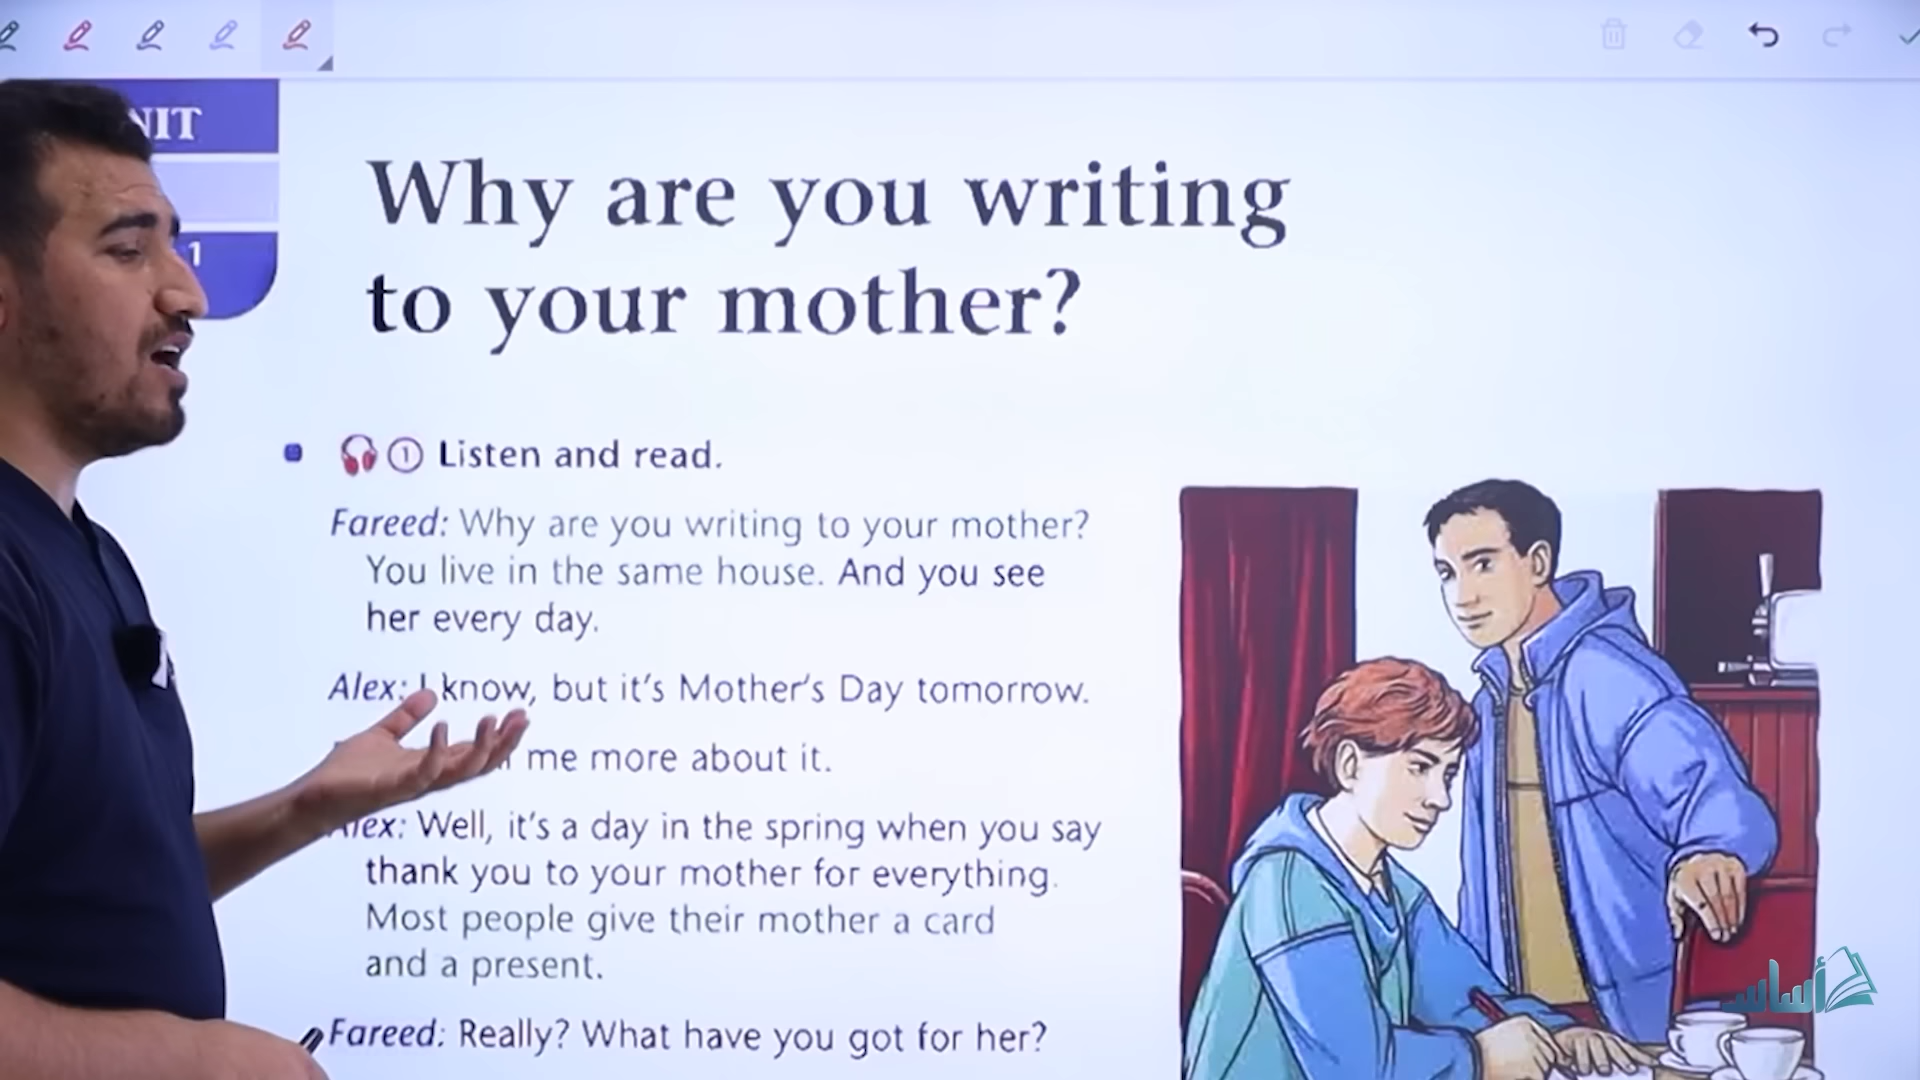 NIT
1
Why are you writing
to your mother?
1 Listen and read.
Fareed: Why are you writing to your mother?
You live in the same house. And you see
her every day.
Alex: I know, but it's Mother's Day tomorrow.
me more about it.
Alex: Well, it's a day in the spring when you say
thank you to your mother for everything.
Most people give their mother a card
and a present.
Fareed: Really? What have you got for her?
أساس